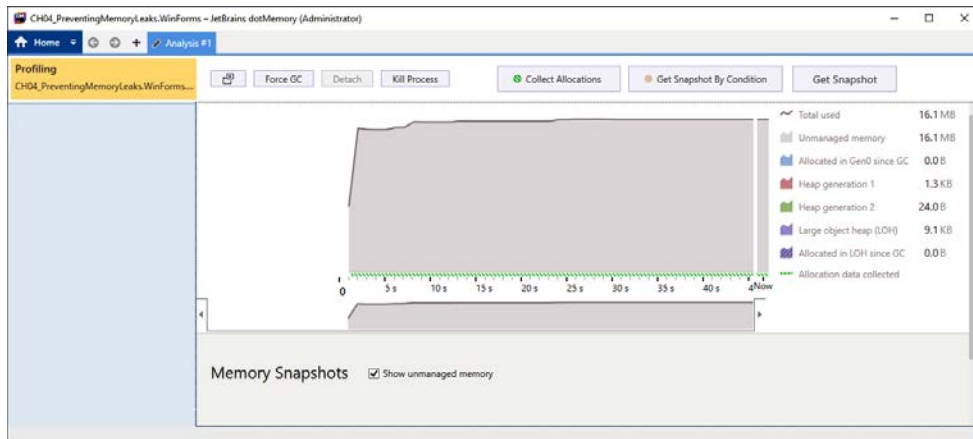 CH04_PreventingMemoryLeaks.WinForms – JetBrains dotMemory (Administrator)
Home
Analysis #1
Profiling
CH04_PreventingMemoryLeaks.WinForms....
Force GC
Detach
Kill Process
Collect Allocations
Get Snapshot By Condition
Get Snapshot
Total used 16.1 MB
Unmanaged memory 16.1 MB
Allocated in Gen0 since GC 0.0 B
Heap generation 1 1.3 KB
Heap generation 2 24.0 B
Large object heap (LOH) 9.1 KB
Allocated in LOH since GC 0.0 B
Allocation data collected
0
0 5 s 10 s 15 s 20 s 25 s 30 s 35 s 40 s 4 Now
Memory Snapshots
Show unmanaged memory